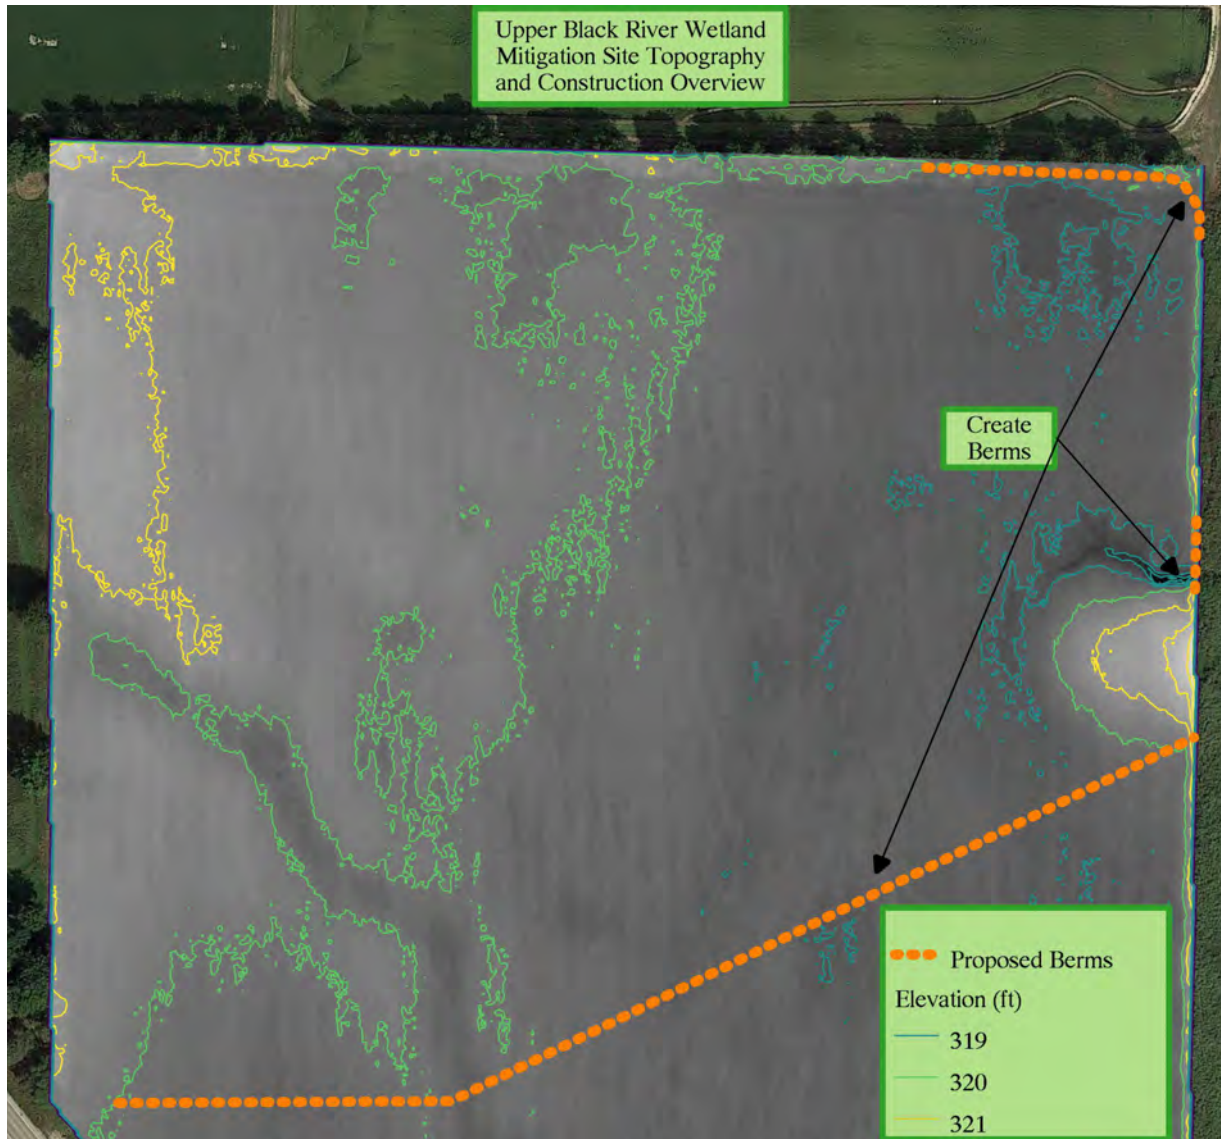 Upper Black River Wetland
Mitigation Site Topography
and Construction Overview
Create
Berms
Proposed Berms
Elevation (ft)
319
320
321